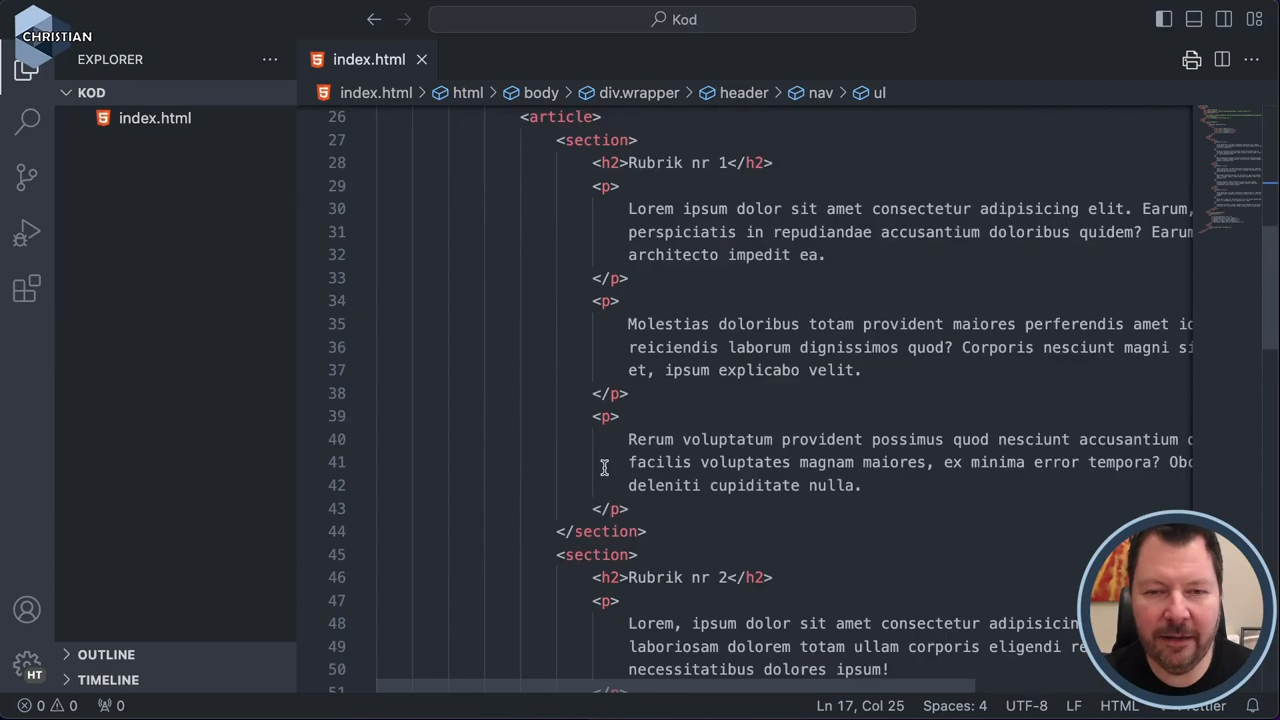 CHRISTIAN
Kod
EXPLORER
index.html
KOD
index.html
index.html > html > body > div.wrapper > header > nav > ul
26 <article>
27 <section>
28 <h2>Rubrik nr 1</h2>
29 <p>
30 Lorem ipsum dolor sit amet consectetur adipisicing elit. Earum,
31 perspiciatis in repudiandae accusantium doloribus quidem? Earum
32 architecto impedit ea.
33 </p>
34 <p>
35 Molestias doloribus totam provident maiores perferendis amet
36 reiciendis laborum dignissimos quod? Corporis nesciunt magni
37 et, ipsum explicabo velit.
38 </p>
39 <p>
40 Rerum voluptatum provident possimus quod nesciunt accusantium
41 facilis voluptates magnam maiores, ex minima error tempora?
42 deleniti cupiditate nulla.
43 </p>
44 </section>
45 <section>
46 <h2>Rubrik nr 2</h2>
47 <p>
48 Lorem, ipsum dolor sit amet consectetur adipisicin
49 laboriosam dolorem totam ullam corporis eligendi
50 necessitatibus dolores ipsum!
51 </p>
OUTLINE
TIMELINE
HT
0 0 0
Ln 17, Col 25 Spaces: 4 UTF-8 LF HTML Prettier